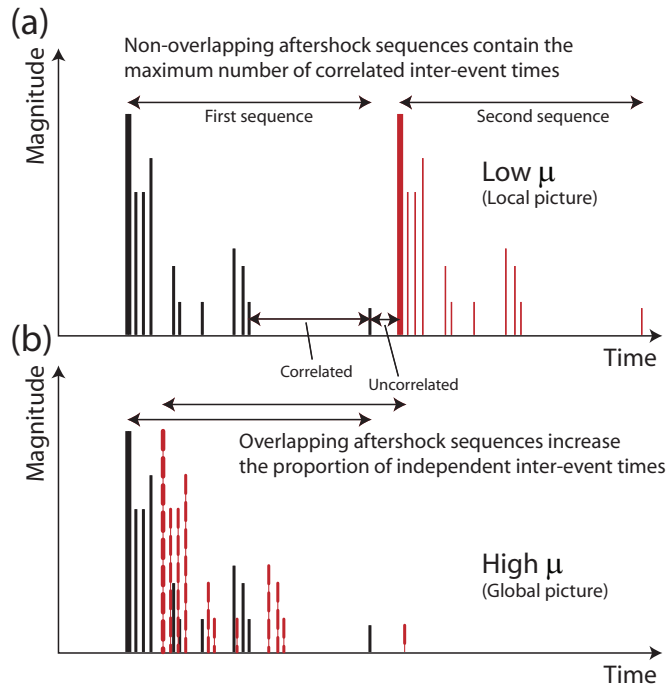 (a)
Non-overlapping aftershock sequences contain the
maximum number of correlated inter-event times
Magnitude
First sequence
Second sequence
Low μ
(Local picture)
Time
Correlated
Uncorrelated
(b)
Magnitude
Overlapping aftershock sequences increase
the proportion of independent inter-event times
High μ
(Global picture)
Time